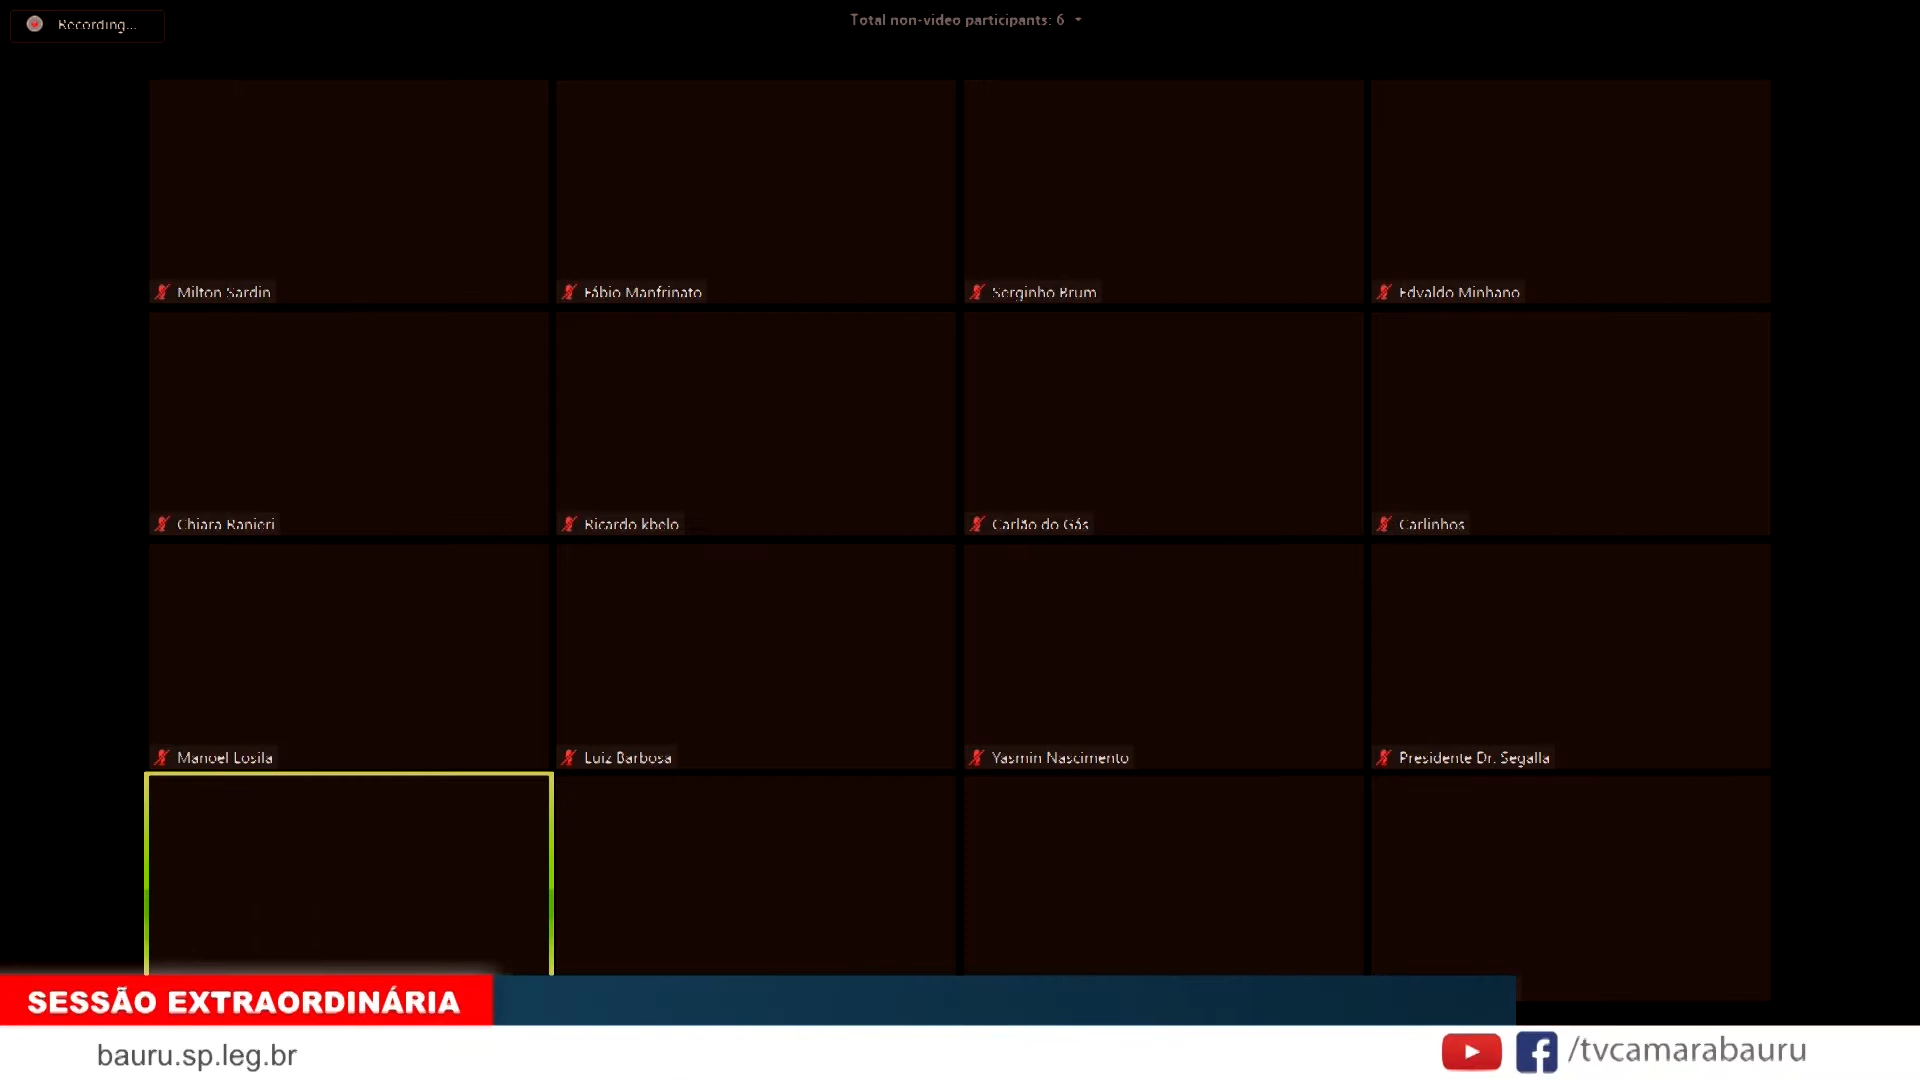 Recording...
Total non-video participants: 6
Milton Sardin
Fábio Manfrinato
Serginho Brum
Edvaldo Minhano
Chiara Ranieri
Ricardo kbelo
Carlão do Gás
Carlinhos
Manoel Losila
Luiz Barbosa
Yasmin Nascimento
Presidente Dr. Segalla
SESSÃO EXTRAORDINÁRIA
bauru.sp.leg.br
/tvcamarabauru